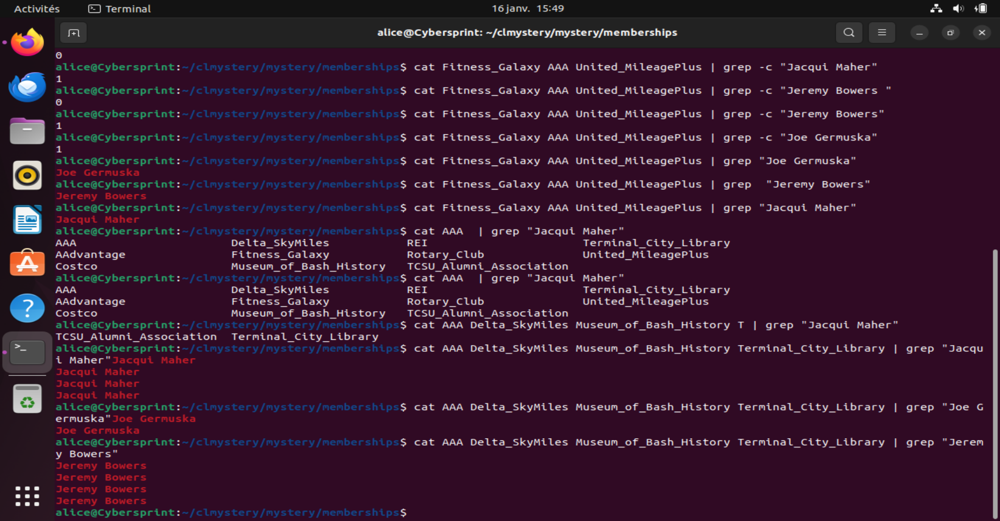 Activités Terminal 16 janv. 15:49
alice@Cybersprint: ~/clmystery/mystery/memberships
0
alice@Cybersprint:~/clmystery/mystery/memberships$ cat Fitness_Galaxy AAA United_MileagePlus | grep -c "Jacqui Maher"
1
alice@Cybersprint:~/clmystery/mystery/memberships$ cat Fitness_Galaxy AAA United_MileagePlus | grep -c "Jeremy Bowers "
0
alice@Cybersprint:~/clmystery/mystery/memberships$ cat Fitness_Galaxy AAA United_MileagePlus | grep -c "Jeremy Bowers"
1
alice@Cybersprint:~/clmystery/mystery/memberships$ cat Fitness_Galaxy AAA United_MileagePlus | grep -c "Joe Germuska"
1
alice@Cybersprint:~/clmystery/mystery/memberships$ cat Fitness_Galaxy AAA United_MileagePlus | grep "Joe Germuska"
Joe Germuska
alice@Cybersprint:~/clmystery/mystery/memberships$ cat Fitness_Galaxy AAA United_MileagePlus | grep  "Jeremy Bowers"
Jeremy Bowers
alice@Cybersprint:~/clmystery/mystery/memberships$ cat Fitness_Galaxy AAA United_MileagePlus | grep "Jacqui Maher"
Jacqui Maher
alice@Cybersprint:~/clmystery/mystery/memberships$ cat AAA  | grep "Jacqui Maher"
AAA Delta_SkyMiles REI Terminal_City_Library
AAdvantage Fitness_Galaxy Rotary_Club United_MileagePlus
Costco Museum_of_Bash_History TCSU_Alumni_Association
alice@Cybersprint:~/clmystery/mystery/memberships$ cat AAA  | grep "Jacqui Maher"
AAA Delta_SkyMiles REI Terminal_City_Library
AAdvantage Fitness_Galaxy Rotary_Club United_MileagePlus
Costco Museum_of_Bash_History TCSU_Alumni_Association
alice@Cybersprint:~/clmystery/mystery/memberships$ cat AAA Delta_SkyMiles Museum_of_Bash_History T | grep "Jacqui Maher"
TCSU_Alumni_Association Terminal_City_Library
alice@Cybersprint:~/clmystery/mystery/memberships$ cat AAA Delta_SkyMiles Museum_of_Bash_History Terminal_City_Library | grep "Jacqu
i Maher"Jacqui Maher
Jacqui Maher
Jacqui Maher
Jacqui Maher
alice@Cybersprint:~/clmystery/mystery/memberships$ cat AAA Delta_SkyMiles Museum_of_Bash_History Terminal_City_Library | grep "Joe G
ermuska"Joe Germuska
Joe Germuska
alice@Cybersprint:~/clmystery/mystery/memberships$ cat AAA Delta_SkyMiles Museum_of_Bash_History Terminal_City_Library | grep "Jerem
y Bowers"
Jeremy Bowers
Jeremy Bowers
Jeremy Bowers
Jeremy Bowers
alice@Cybersprint:~/clmystery/mystery/memberships$